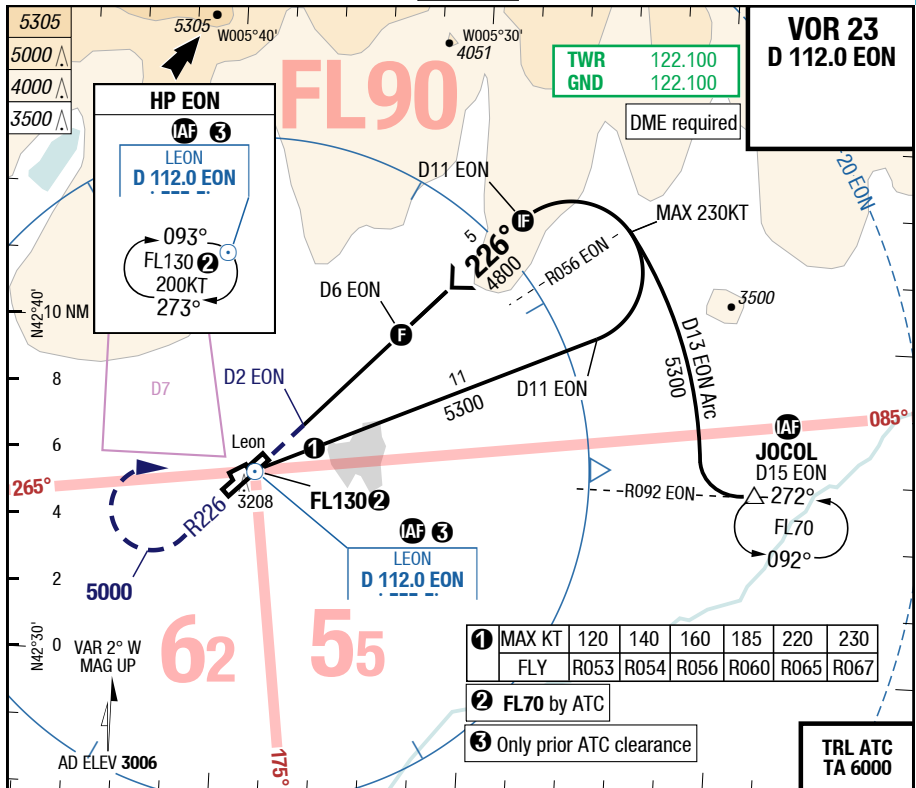 5305
5000
4000
3500
5305
W005°40'
4051
W005°30'
FL90
TWR 122.100
GND 122.100
DME required
VOR 23
D 112.0 EON
20 EON
HP EON
IAF 3
LEON
D 112.0 EON
093°
FL130 2
200KT
273°
D11 EON
IF
MAX 230KT
5
226°
4800
R056 EON
D6 EON
F
3500
D13 EON Arc
5300
N42°40'
10 NM
8
6
4
2
0
N42°30'
D7
D2 EON
11
5300
D11 EON
085°
IAF
JOCOL
D15 EON
272°
FL70
092°
Leon
1
265°
3208
FL130 2
R226
R092 EON
5000
IAF 3
LEON
D 112.0 EON
62
55
VAR 2° W
MAG UP
AD ELEV 3006
175°
1 MAX KT 120 140 160 185 220 230
FLY R053 R054 R056 R060 R065 R067
2 FL70 by ATC
3 Only prior ATC clearance
TRL ATC
TA 6000